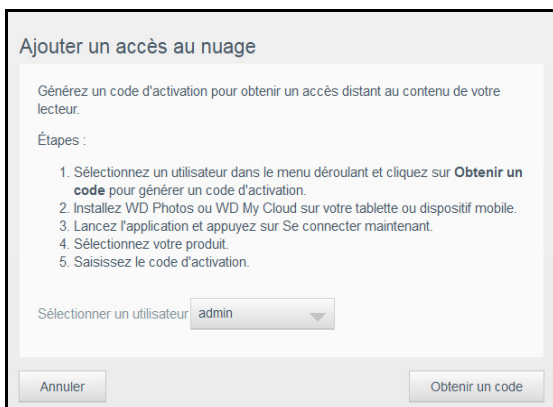 Ajouter un accès au nuage
Générez un code d'activation pour obtenir un accès distant au contenu de votre
lecteur.
Étapes :
1. Sélectionnez un utilisateur dans le menu déroulant et cliquez sur Obtenir un
code pour générer un code d'activation.
2. Installez WD Photos ou WD My Cloud sur votre tablette ou dispositif mobile.
3. Lancez l'application et appuyez sur Se connecter maintenant.
4. Sélectionnez votre produit.
5. Saisissez le code d'activation.
Sélectionner un utilisateur admin
Annuler Obtenir un code